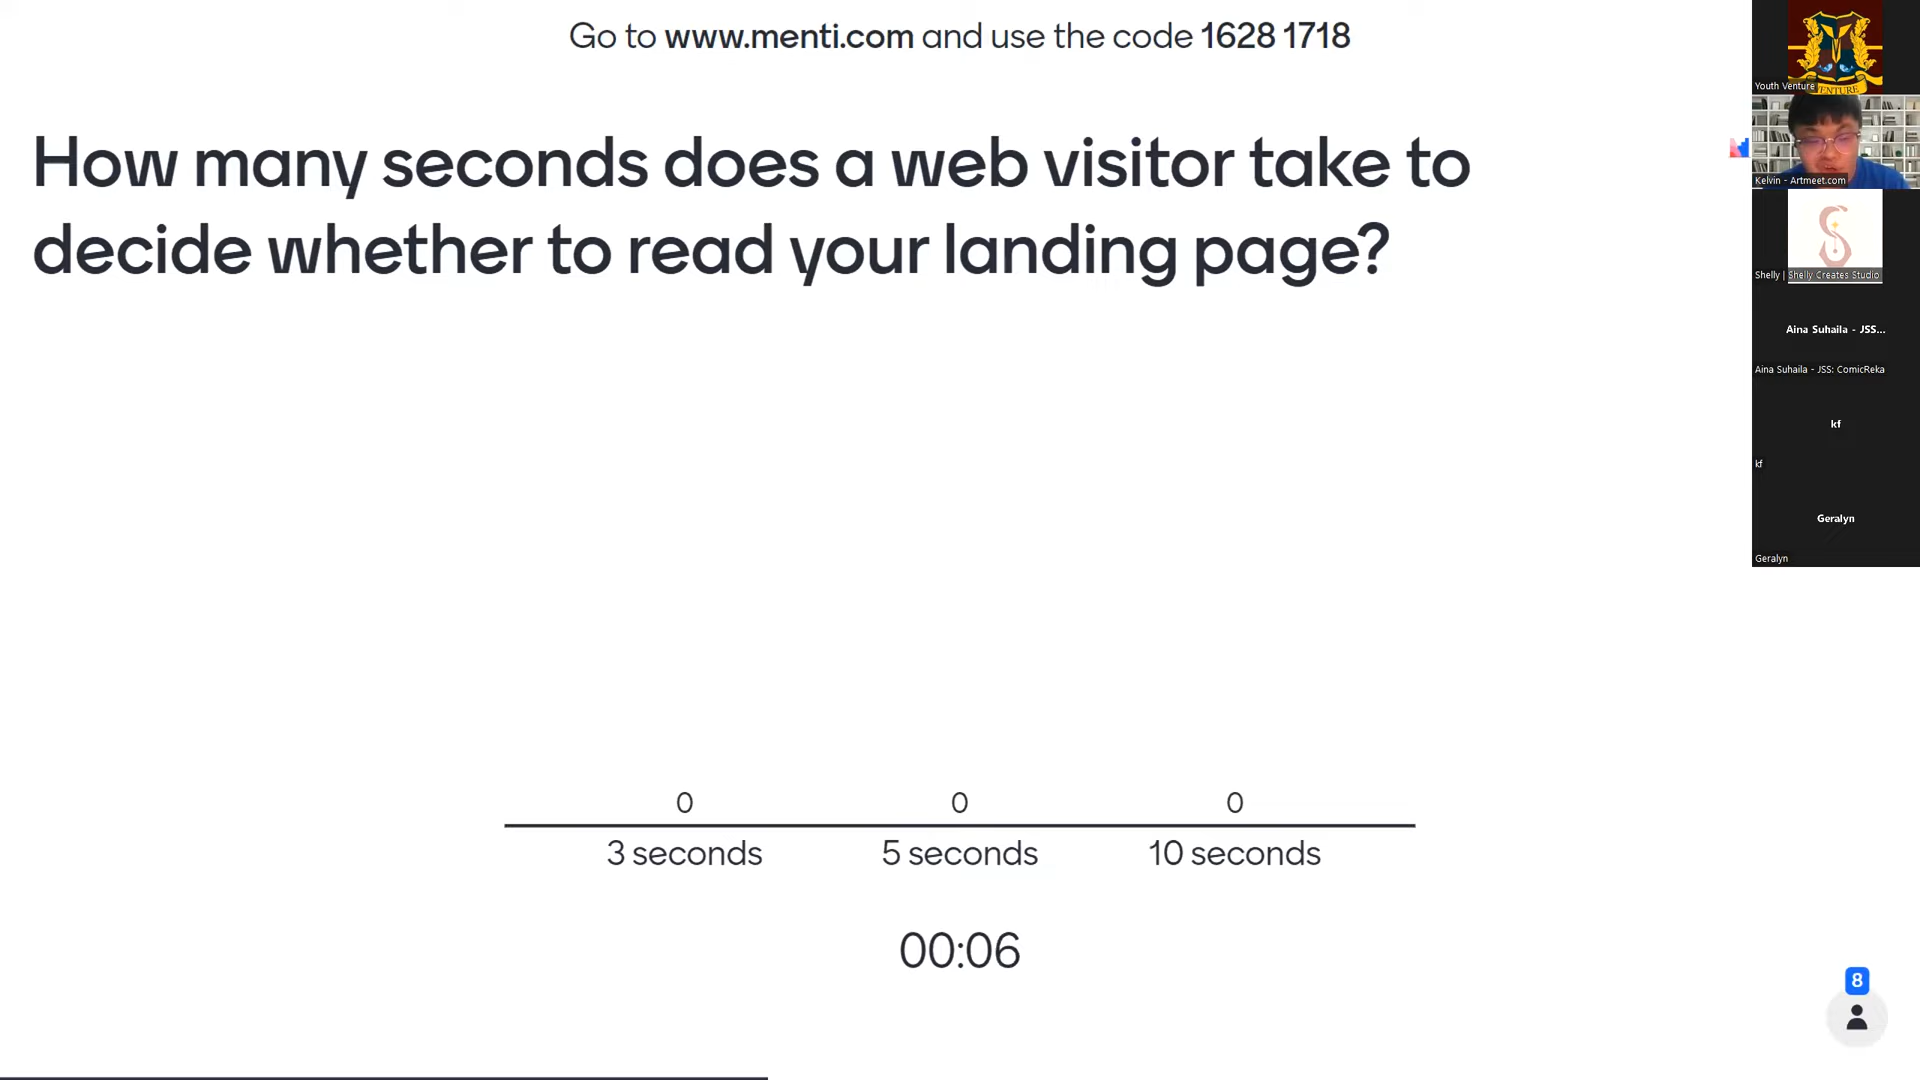 Go to www.menti.com and use the code 1628 1718
How many seconds does a web visitor take to
decide whether to read your landing page?
0
0
0
3 seconds
5 seconds
10 seconds
00:06
8
VENTURE
Youth Venture
Kelvin - Artmeet.com
Shelly | Shelly Creates Studio
Aina Suhaila - JSS...
Aina Suhaila - JSS: ComicReka
kf
kf
Geralyn
Geralyn